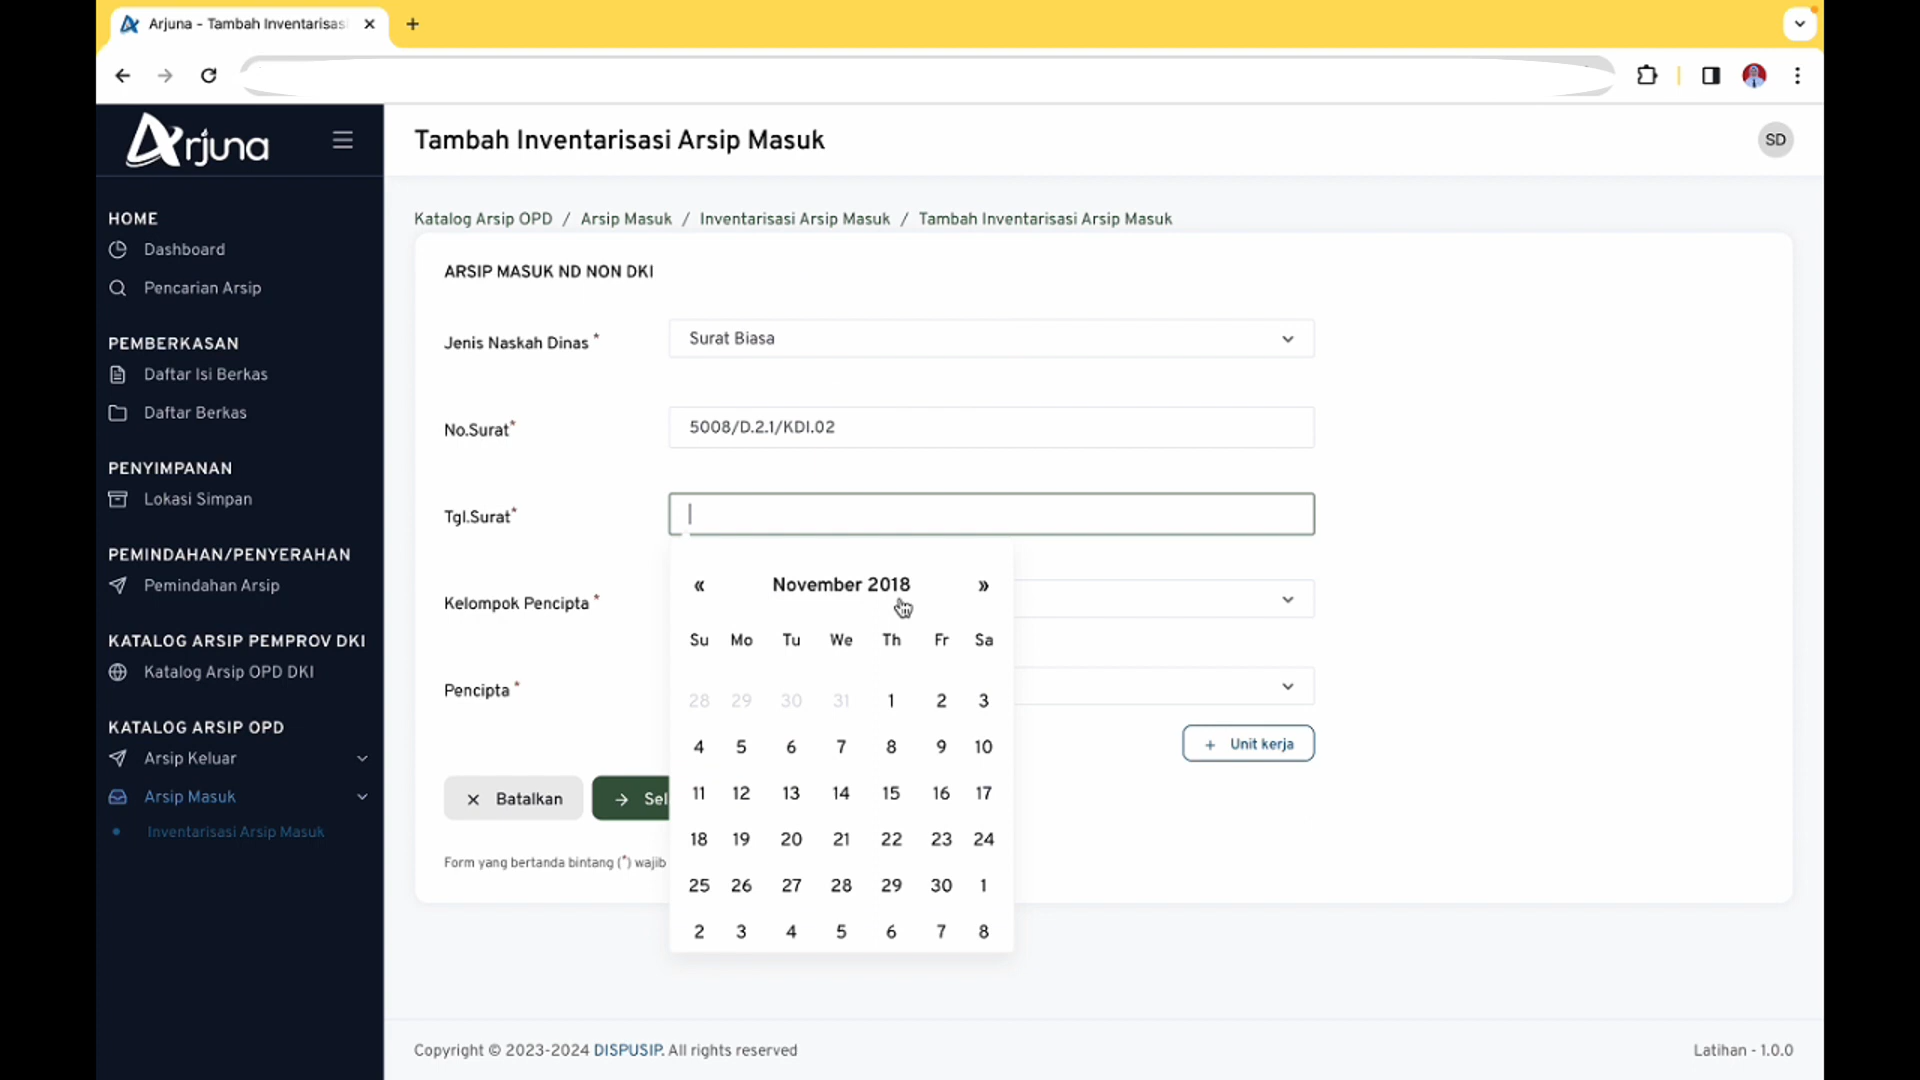 Arjuna - Tambah Inventarisas
Arjuna
Tambah Inventarisasi Arsip Masuk
SD
HOME
Dashboard
Pencarian Arsip
PEMBERKASAN
Daftar Isi Berkas
Daftar Berkas
PENYIMPANAN
Lokasi Simpan
PEMINDAHAN/PENYERAHAN
Pemindahan Arsip
KATALOG ARSIP PEMPROV DKI
Katalog Arsip OPD DKI
KATALOG ARSIP OPD
Arsip Keluar
Arsip Masuk
Inventarisasi Arsip Masuk
Katalog Arsip OPD / Arsip Masuk / Inventarisasi Arsip Masuk / Tambah Inventarisasi Arsip Masuk
ARSIP MASUK ND NON DKI
Jenis Naskah Dinas * Surat Biasa
No.Surat* 5008/D.2.1/KDI.02
Tgl.Surat*
Kelompok Pencipta *
Pencipta *
« November 2018 »
Su Mo Tu We Th Fr Sa
28 29 30 31 1 2 3
4 5 6 7 8 9 10
11 12 13 14 15 16 17
18 19 20 21 22 23 24
25 26 27 28 29 30 1
2 3 4 5 6 7 8
+ Unit kerja
× Batalkan
→ Sel
Form yang bertanda bintang (*) wajib
Copyright © 2023-2024 DISPUSIP. All rights reserved
Latihan - 1.0.0